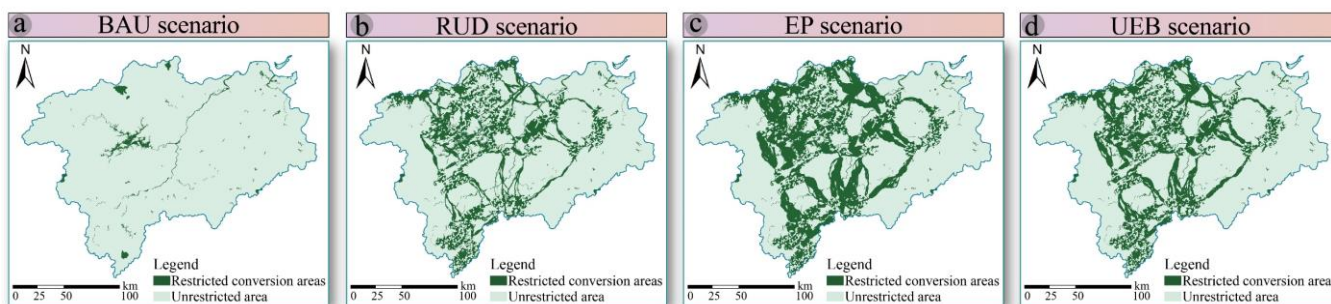 a BAU scenario
N
Legend
Restricted conversion areas
Unrestricted area
km
0 25 50 100
b RUD scenario
N
Legend
Restricted conversion areas
Unrestricted area
km
0 25 50 100
c EP scenario
N
Legend
Restricted conversion areas
Unrestricted area
km
0 25 50 100
d UEB scenario
N
Legend
Restricted conversion areas
Unrestricted area
km
0 25 50 100